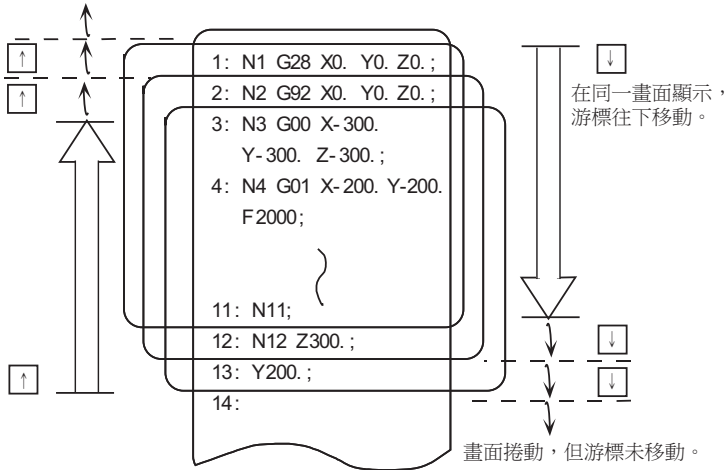 ↑
↑
1: N1 G28 X0. Y0. Z0.;
2: N2 G92 X0. Y0. Z0.;
3: N3 G00 X-300.
Y-300. Z-300.;
4: N4 G01 X-200. Y-200.
F2000;
11: N11;
12: N12 Z300.;
13: Y200.;
14:
↑
↓
在同一畫面顯示，
游標往下移動。
↓
↓
畫面捲動，但游標未移動。